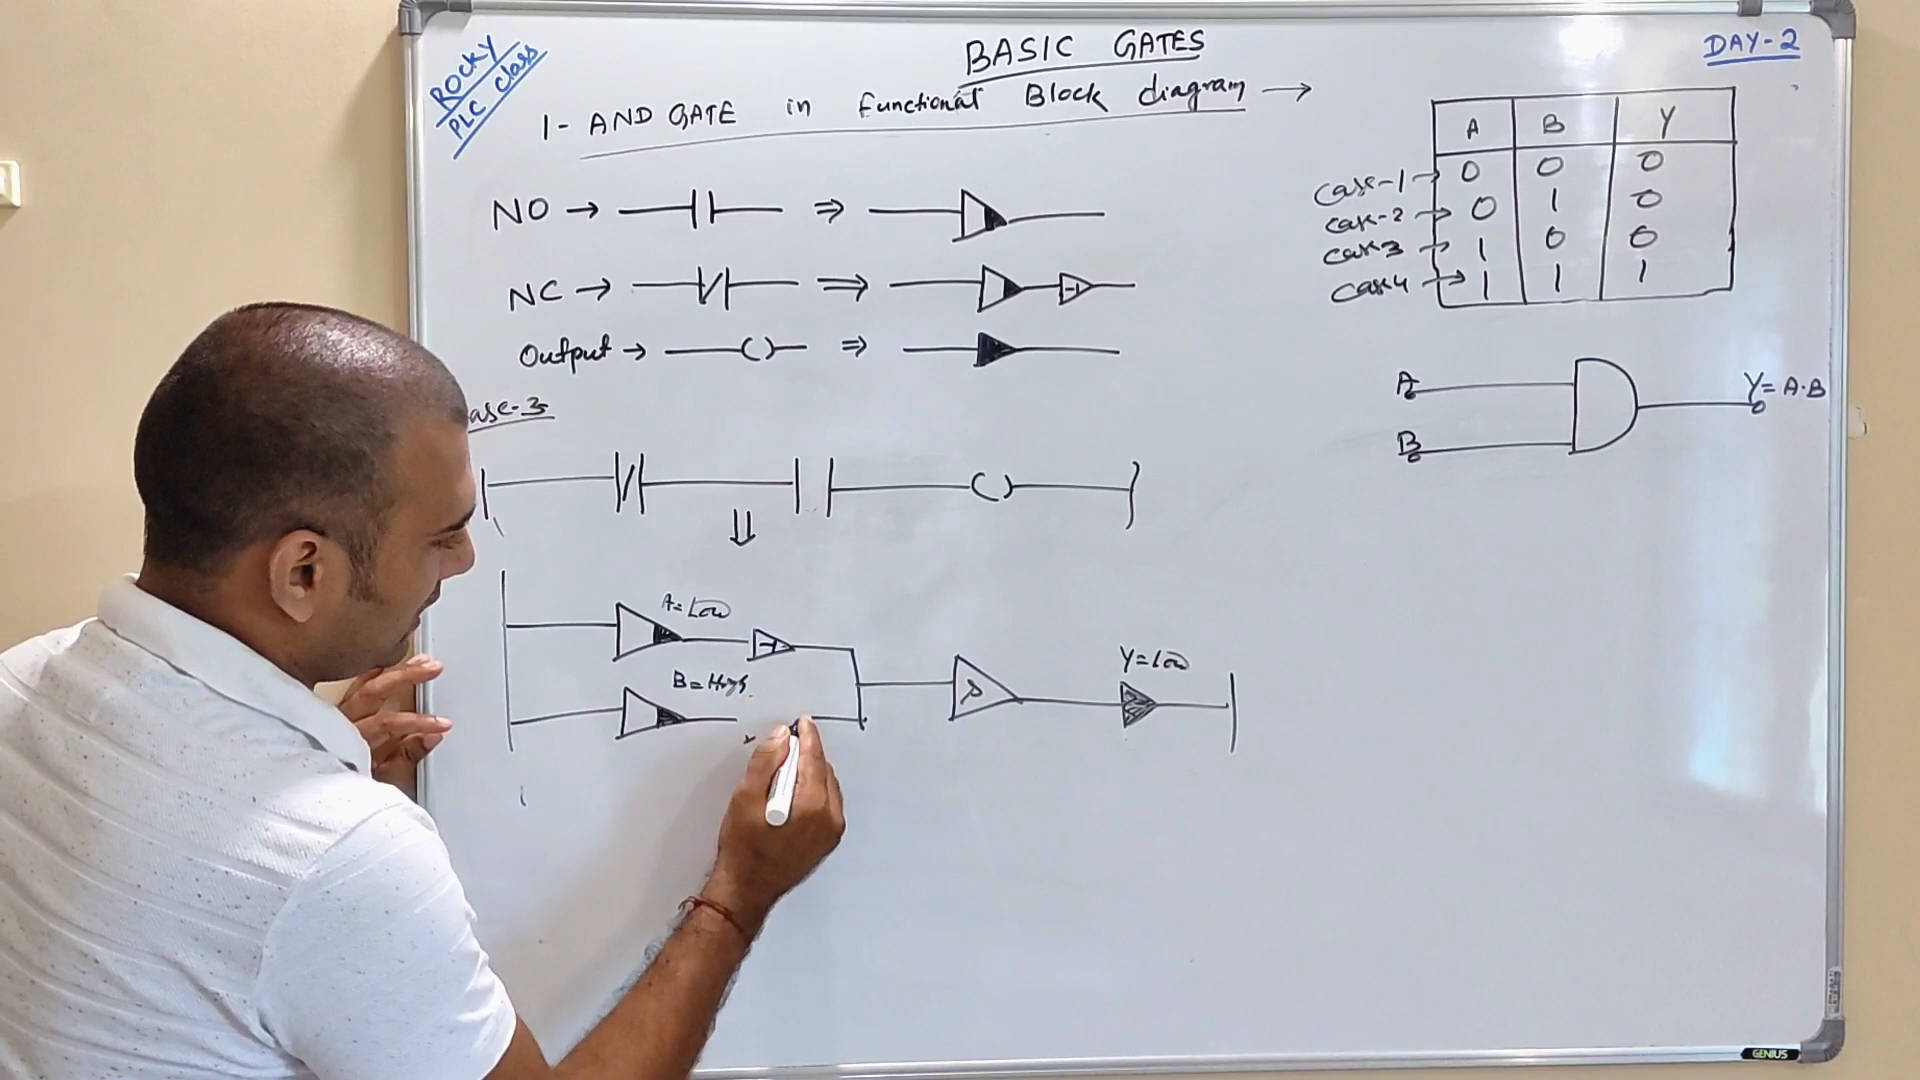 ROCKY
PLC Class
BASIC GATES
DAY-2
1- AND GATE in functional Block diagram →
A B Y
Case-1 → 0 0 0
Case-2 → 0 1 0
Case 3 → 1 0 0
Case 4 → 1 1 1
NO → ⇒
NC → ⇒
Output → ⇒
A
B
Y= A·B
ase-3
⇓
A= Low
B= High
&
Y= Low
GENIUS